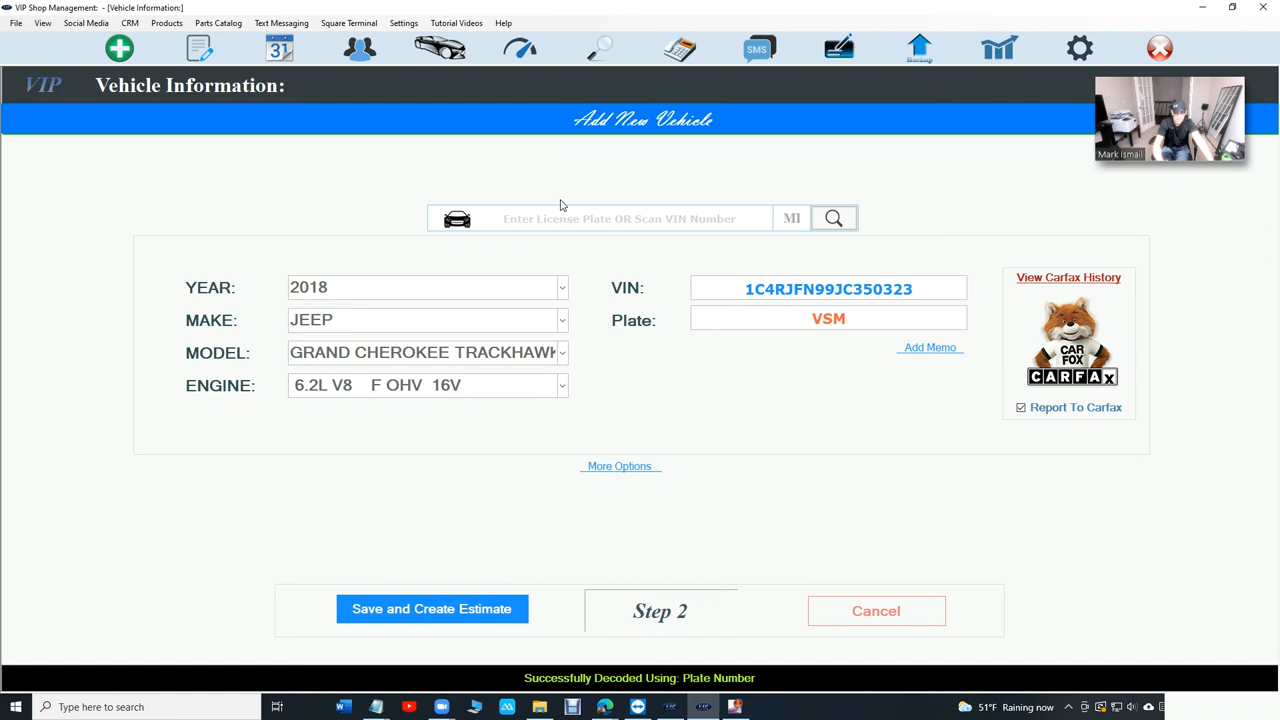 VIP Shop Management: - [Vehicle Information:]
File View Social Media CRM Products Parts Catalog Text Messaging Square Terminal Settings Tutorial Videos Help
31
SMS
Backup
VIP Vehicle Information:
Add New Vehicle
Mark ismail
Enter License Plate OR Scan VIN Number MI
YEAR: 2018
MAKE: JEEP
MODEL: GRAND CHEROKEE TRACKHAWK
ENGINE: 6.2L V8 F OHV 16V
VIN: 1C4RJFN99JC350323
Plate: VSM
Add Memo
View Carfax History
CAR
FOX
CARFAX
Report To Carfax
More Options
Save and Create Estimate
Step 2
Cancel
Successfully Decoded Using: Plate Number
Type here to search
51°F Raining now